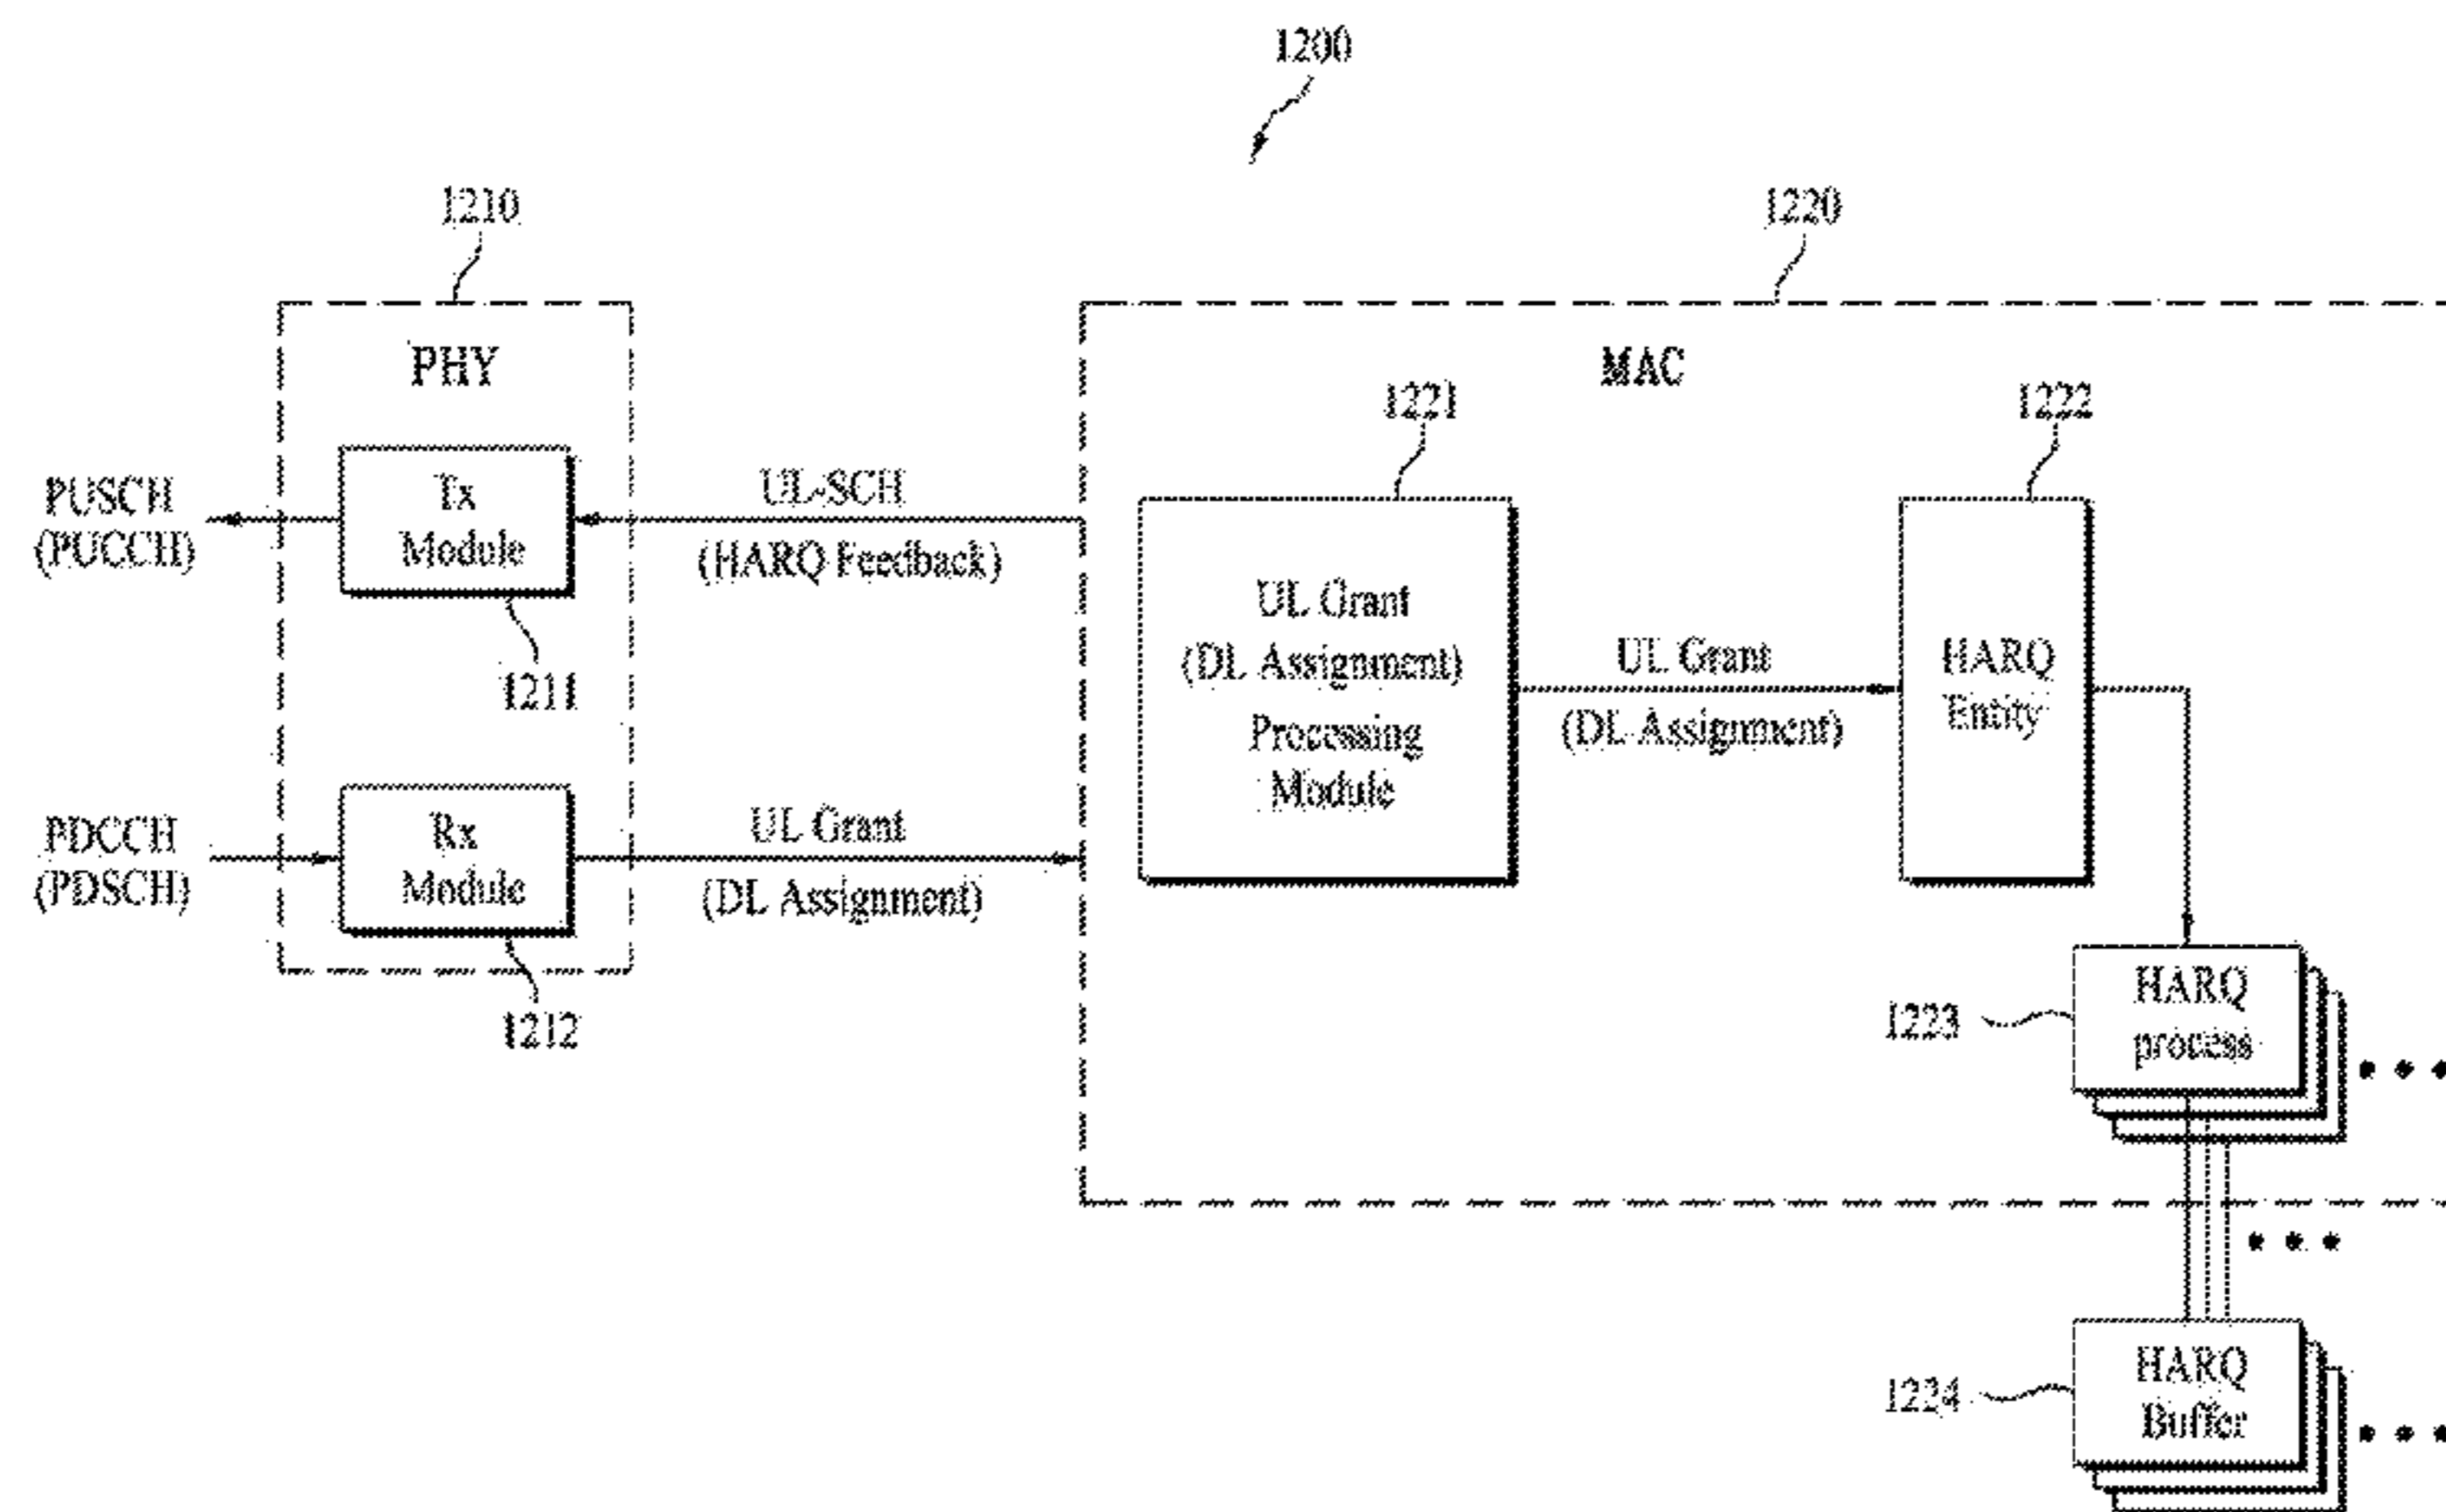 1200
1210
1220
PHY
MAC
1221
1222
PUSCH
(PUCCH)
Tx
Module
UL-SCH
(HARQ Feedback)
1211
UL Grant
(DL Assignment)
Processing
Module
UL Grant
(DL Assignment)
HARQ
Entity
PDCCH
(PDSCH)
Rx
Module
UL Grant
(DL Assignment)
1212
1223
HARQ
process
1224
HARQ
Buffer